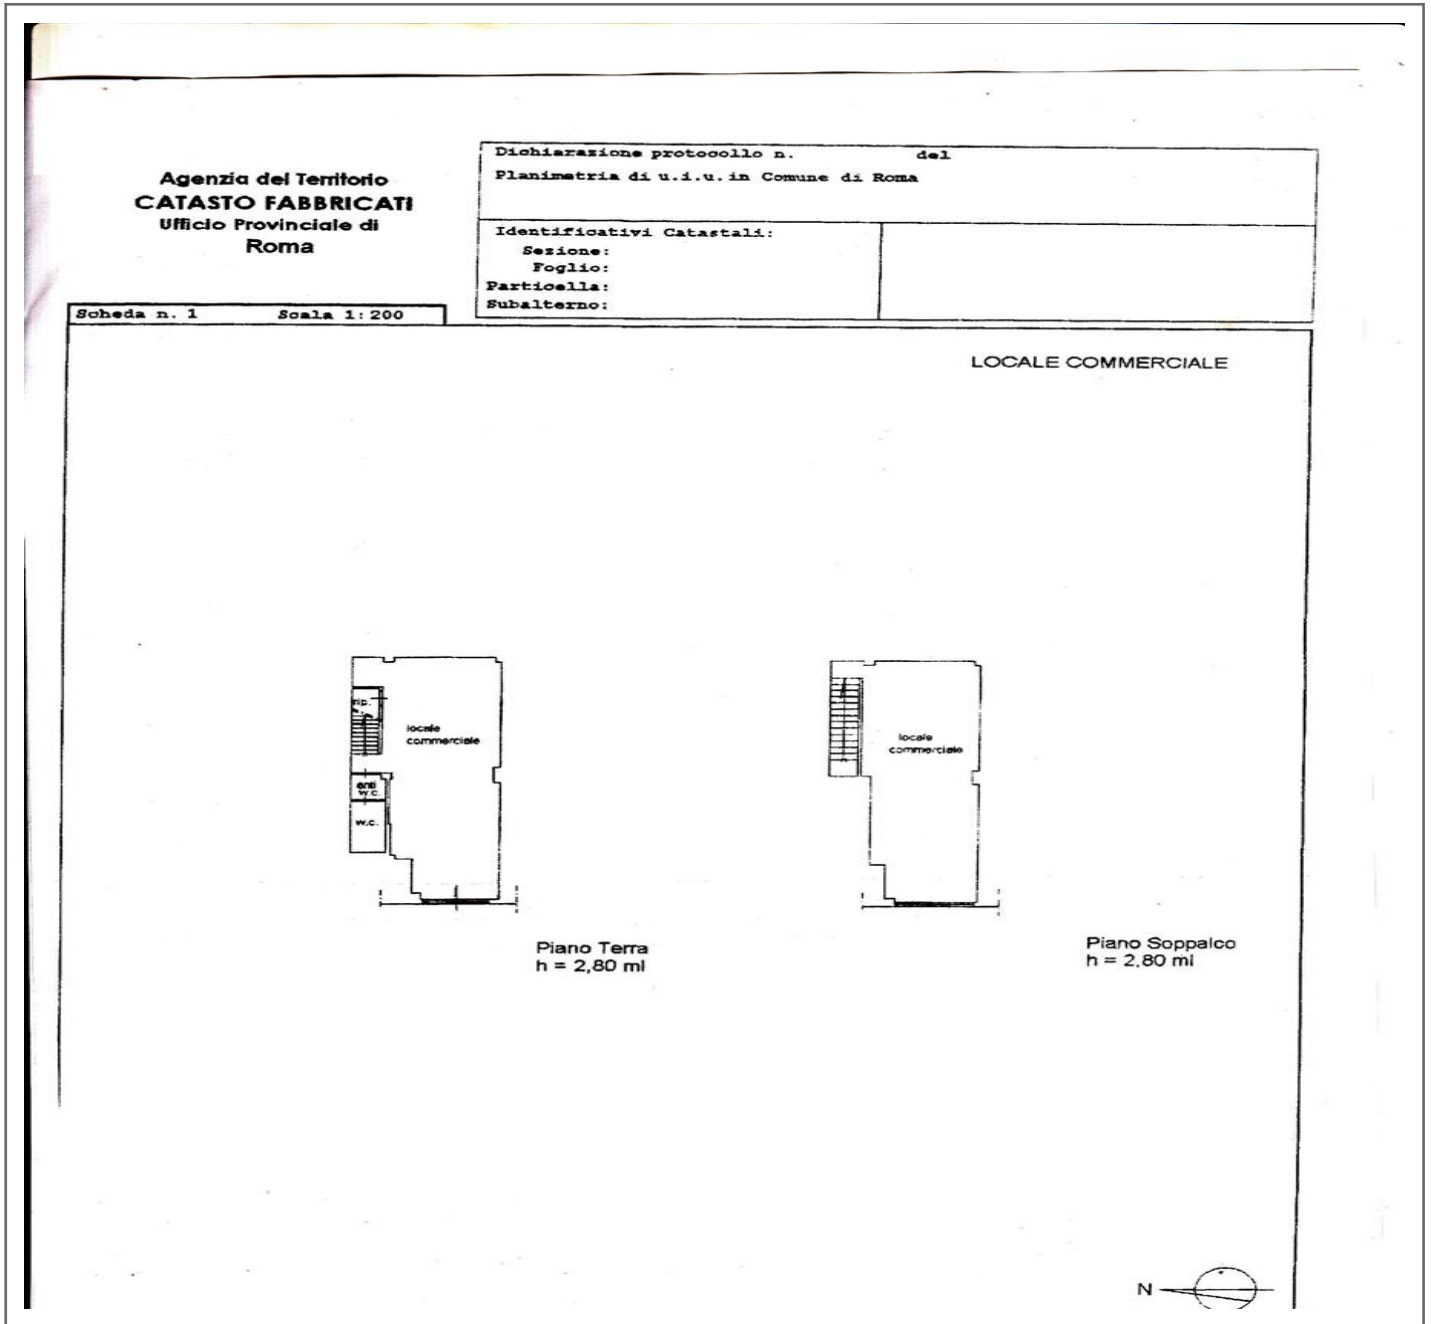 Agenzia del Territorio
CATASTO FABBRICATI
Ufficio Provinciale di
Roma
Dichiarazione protocollo n. del
Planimetria di u.i.u. in Comune di Roma
Identificativi Catastali:
Sezione:
Foglio:
Particella:
Subalterno:
Scheda n. 1 Scala 1:200
LOCALE COMMERCIALE
rip.
locale
commerciale
anti
w.c.
w.c.
locale
commerciale
Piano Terra
h = 2,80 ml
Piano Soppalco
h = 2,80 ml
N